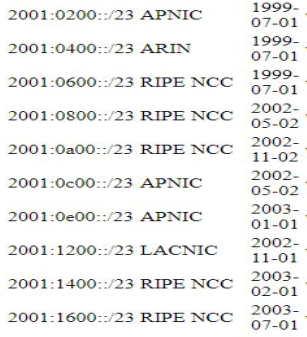 2001:0200::/23 APNIC 1999-07-01
2001:0400::/23 ARIN 1999-07-01
2001:0600::/23 RIPE NCC 1999-07-01
2001:0800::/23 RIPE NCC 2002-05-02
2001:0a00::/23 RIPE NCC 2002-11-02
2001:0c00::/23 APNIC 2002-05-02
2001:0e00::/23 APNIC 2003-01-01
2001:1200::/23 LACNIC 2002-11-01
2001:1400::/23 RIPE NCC 2003-02-01
2001:1600::/23 RIPE NCC 2003-07-01